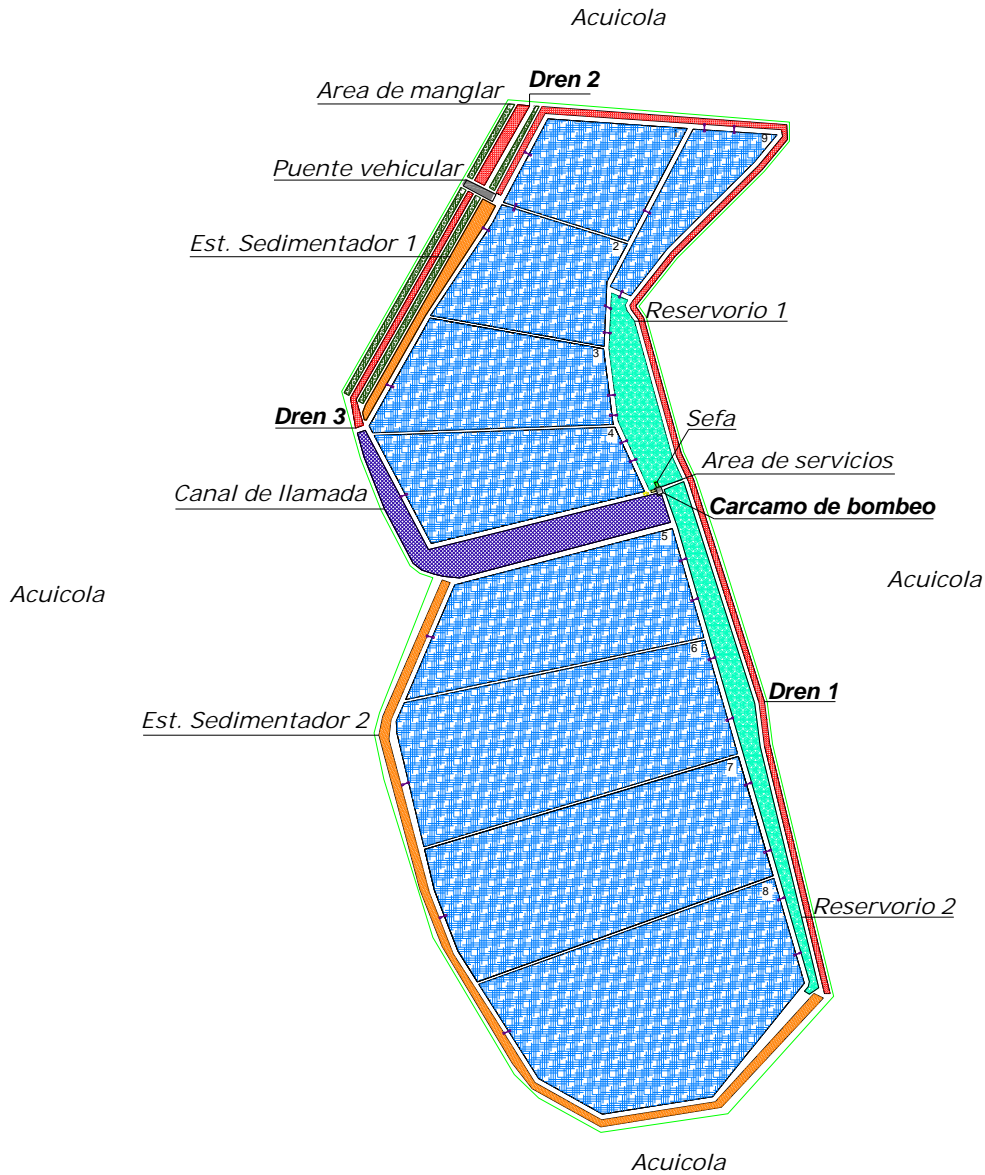 Acuicola
Area de manglar
Dren 2
9
Puente vehicular
Est. Sedimentador 1
2
Reservorio 1
3
Dren 3
4
Sefa
Area de servicios
Canal de llamada
Carcamo de bombeo
5
Acuicola
Acuicola
6
Dren 1
Est. Sedimentador 2
7
8
Reservorio 2
Acuicola